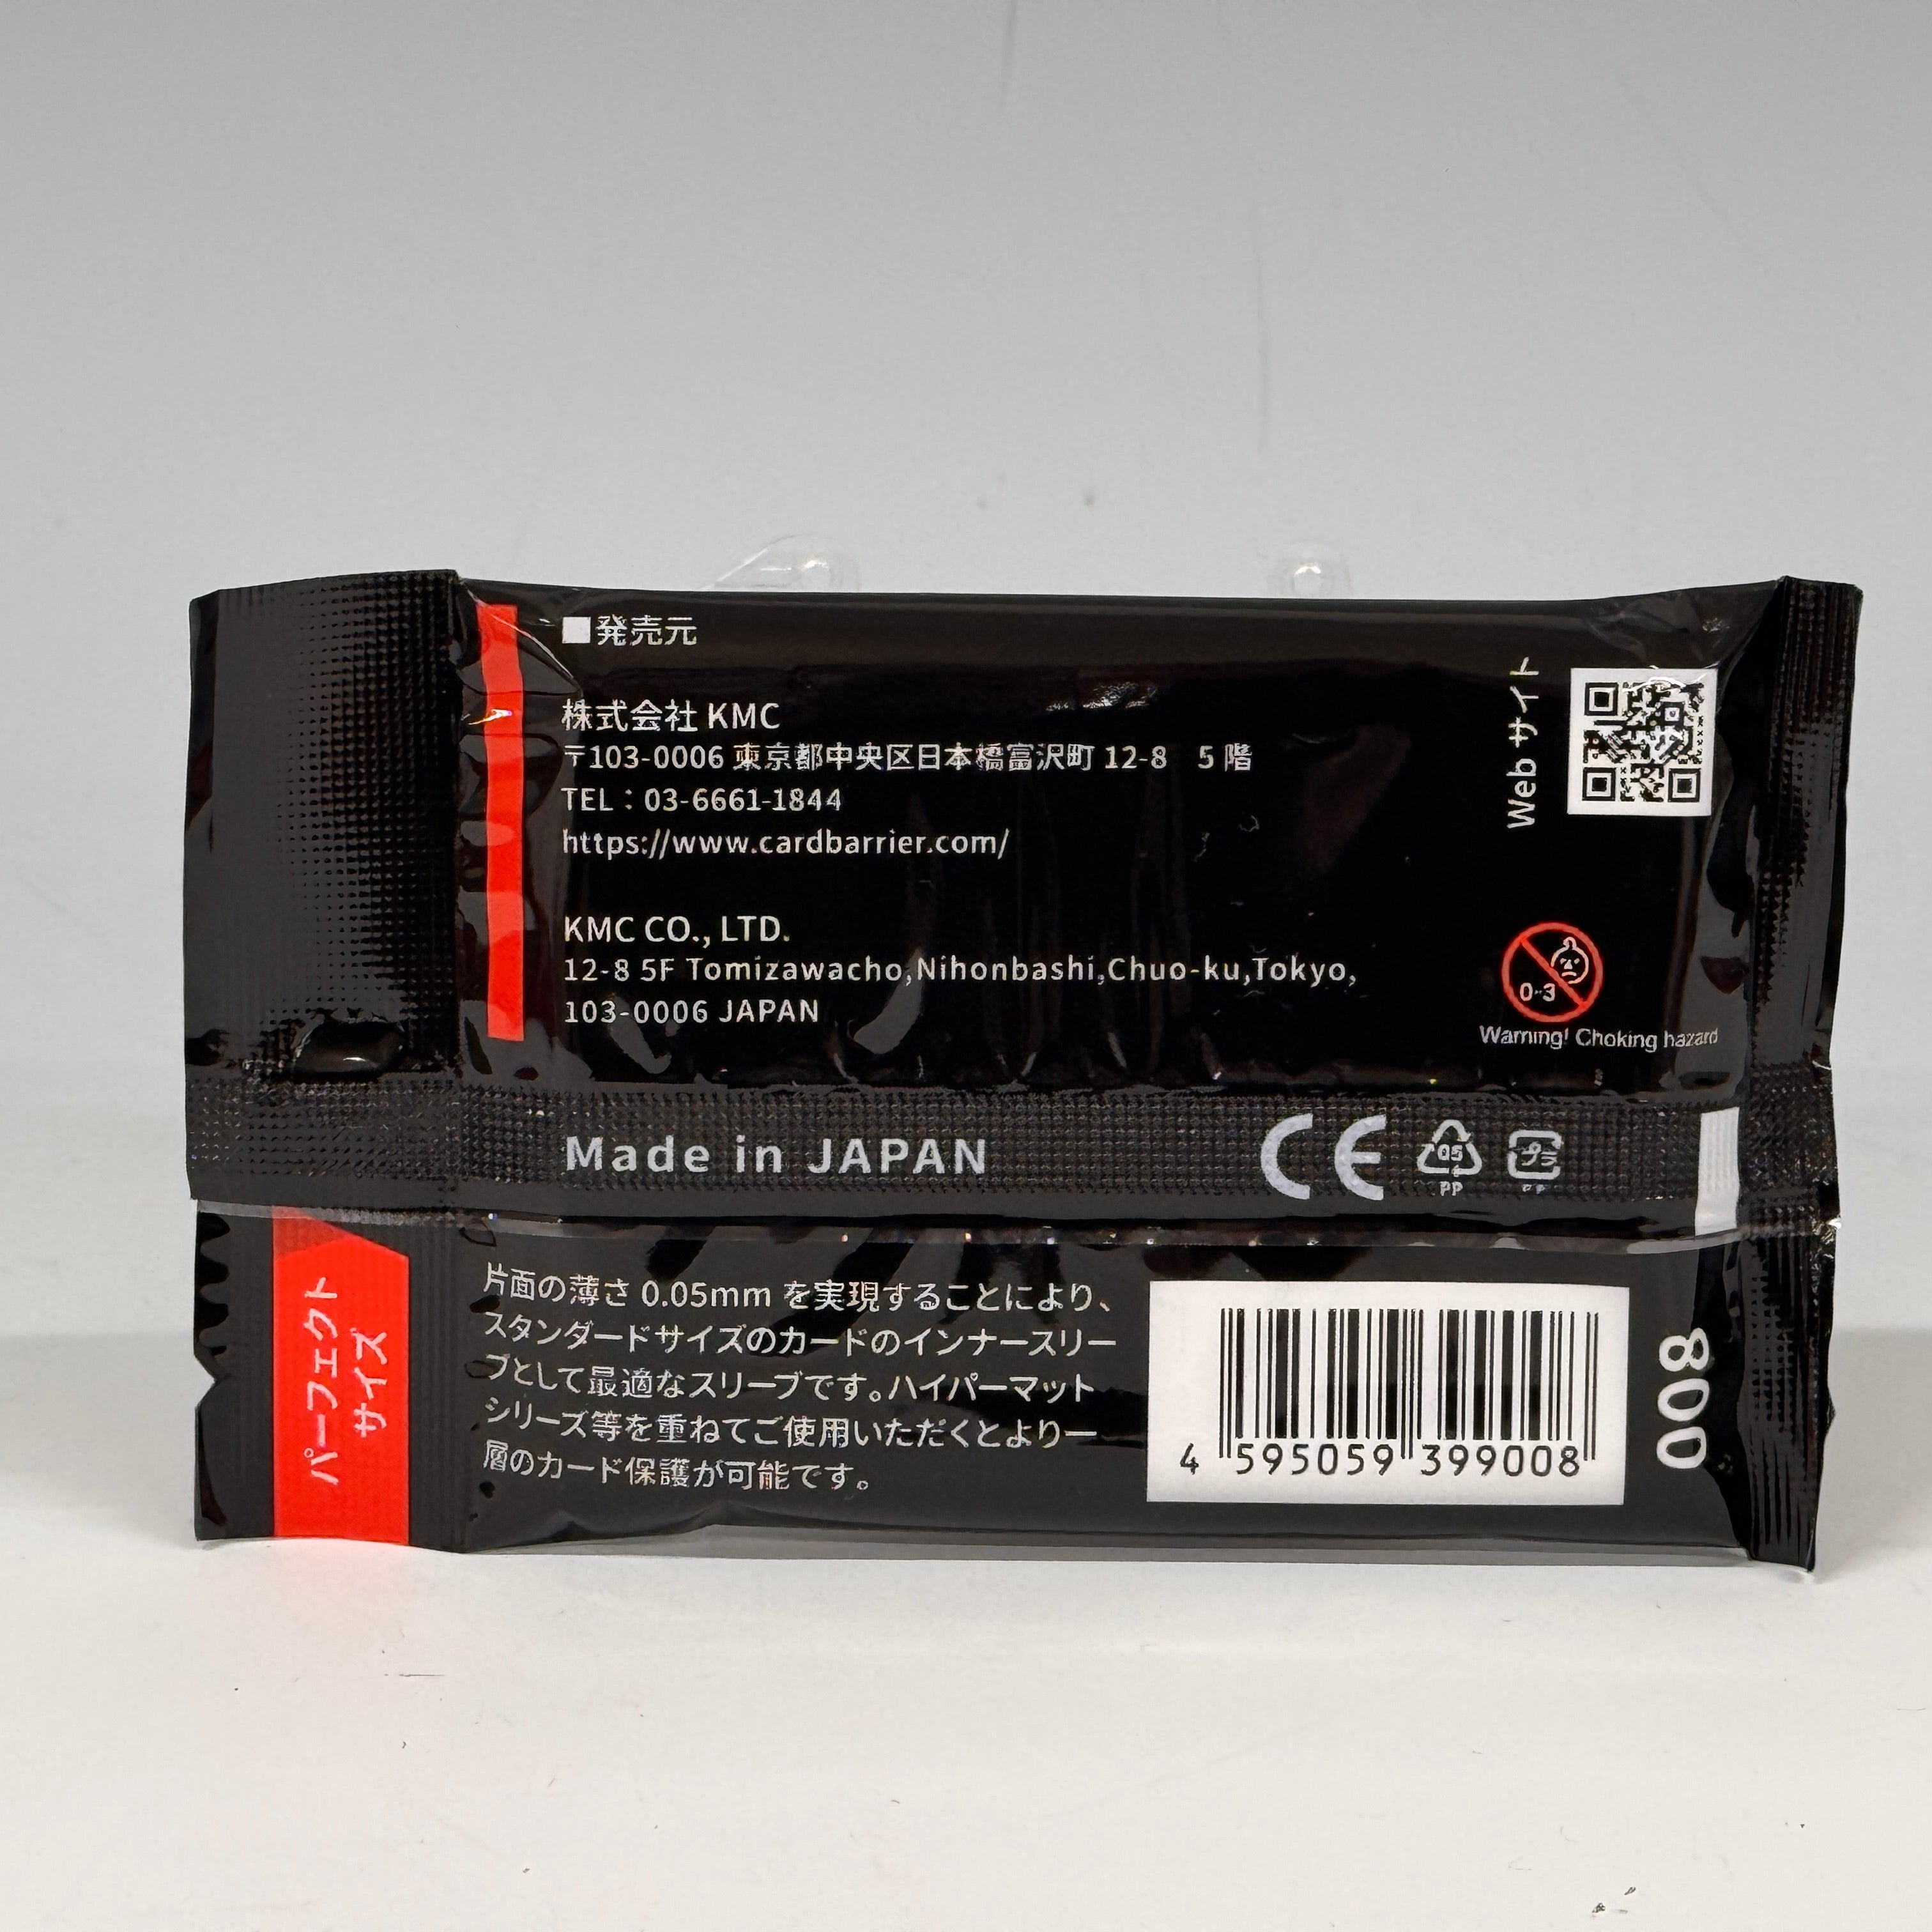 ■発売元
株式会社 KMC
〒103-0006 東京都中央区日本橋富沢町 12-8　5 階
TEL：03-6661-1844
https://www.cardbarrier.com/
KMC CO., LTD.
12-8 5F Tomizawacho,Nihonbashi,Chuo-ku,Tokyo,
103-0006 JAPAN
Web サイト
0-3
Warning! Choking hazard
Made in JAPAN
CE
05
PP
プラ
パーフェクト
サイズ
片面の薄さ 0.05mm を実現することにより、
スタンダードサイズのカードのインナースリー
ブとして最適なスリーブです。ハイパーマット
シリーズ等を重ねてご使用いただくとより一
層のカード保護が可能です。
4 595059 399008
008